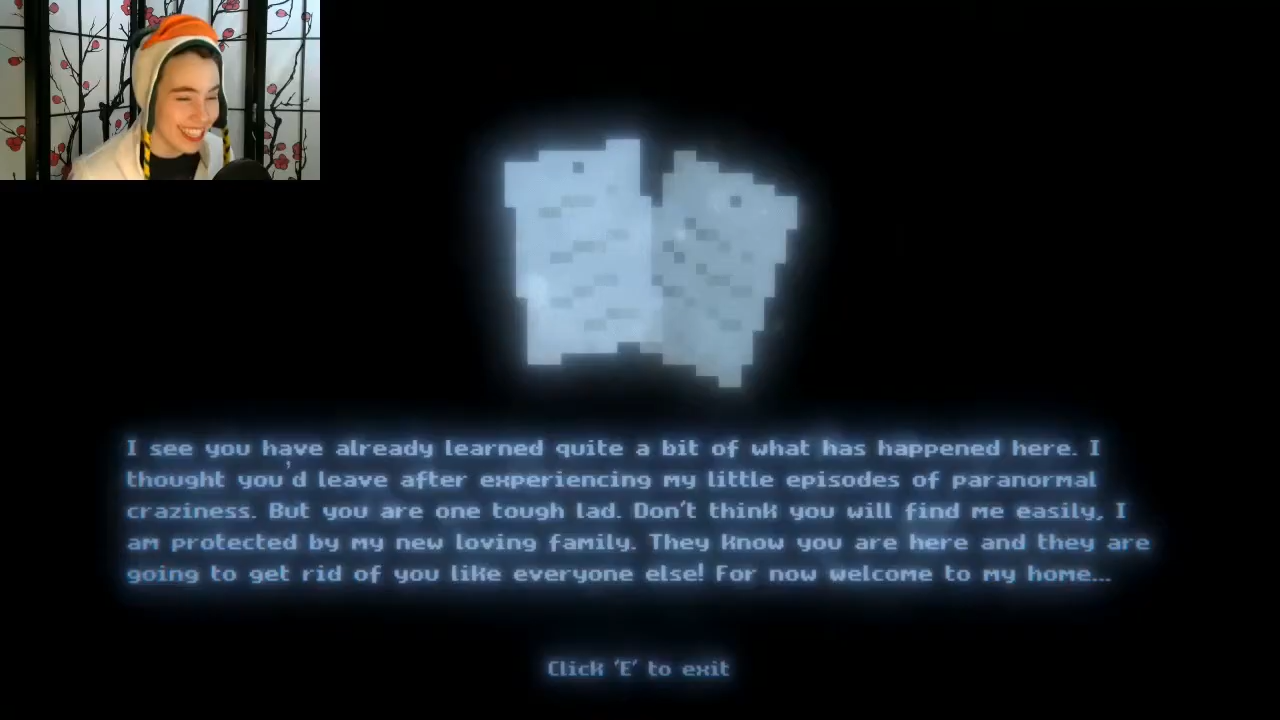 I see you have already learned quite a bit of what has happened here. I
thought you'd leave after experiencing my little episodes of paranormal
craziness. But you are one tough lad. Don't think you will find me easily, I
am protected by my new loving family. They know you are here and they are
going to get rid of you like everyone else! For now welcome to my home...
Click 'E' to exit